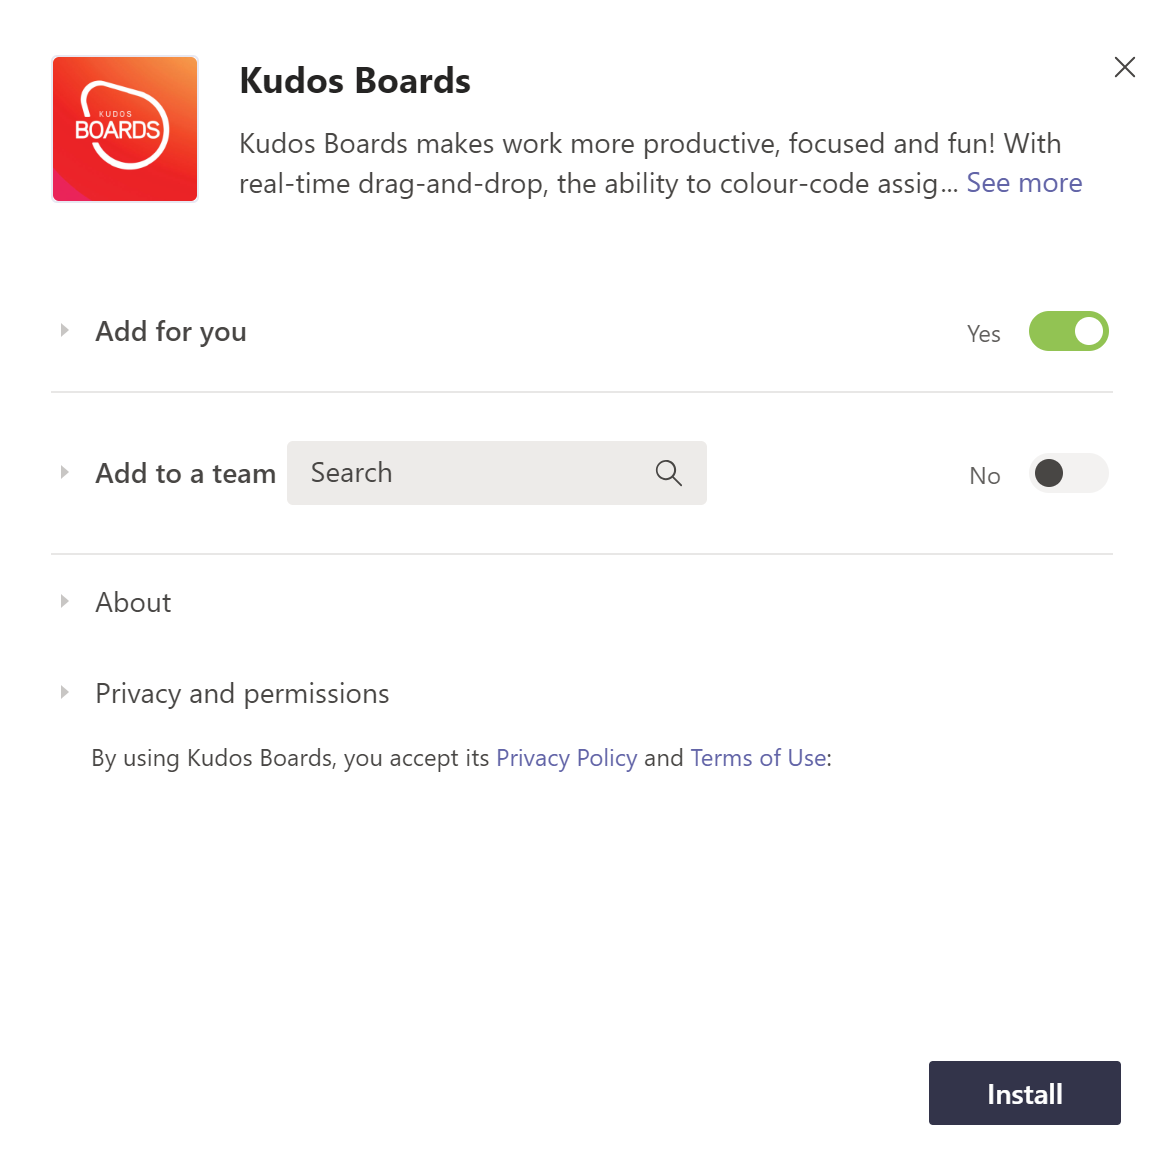 KUDOS
BOARDS
Kudos Boards
Kudos Boards makes work more productive, focused and fun! With
real-time drag-and-drop, the ability to colour-code assig... See more
Add for you
Yes
Add to a team
Search
No
About
Privacy and permissions
By using Kudos Boards, you accept its Privacy Policy and Terms of Use:
Install